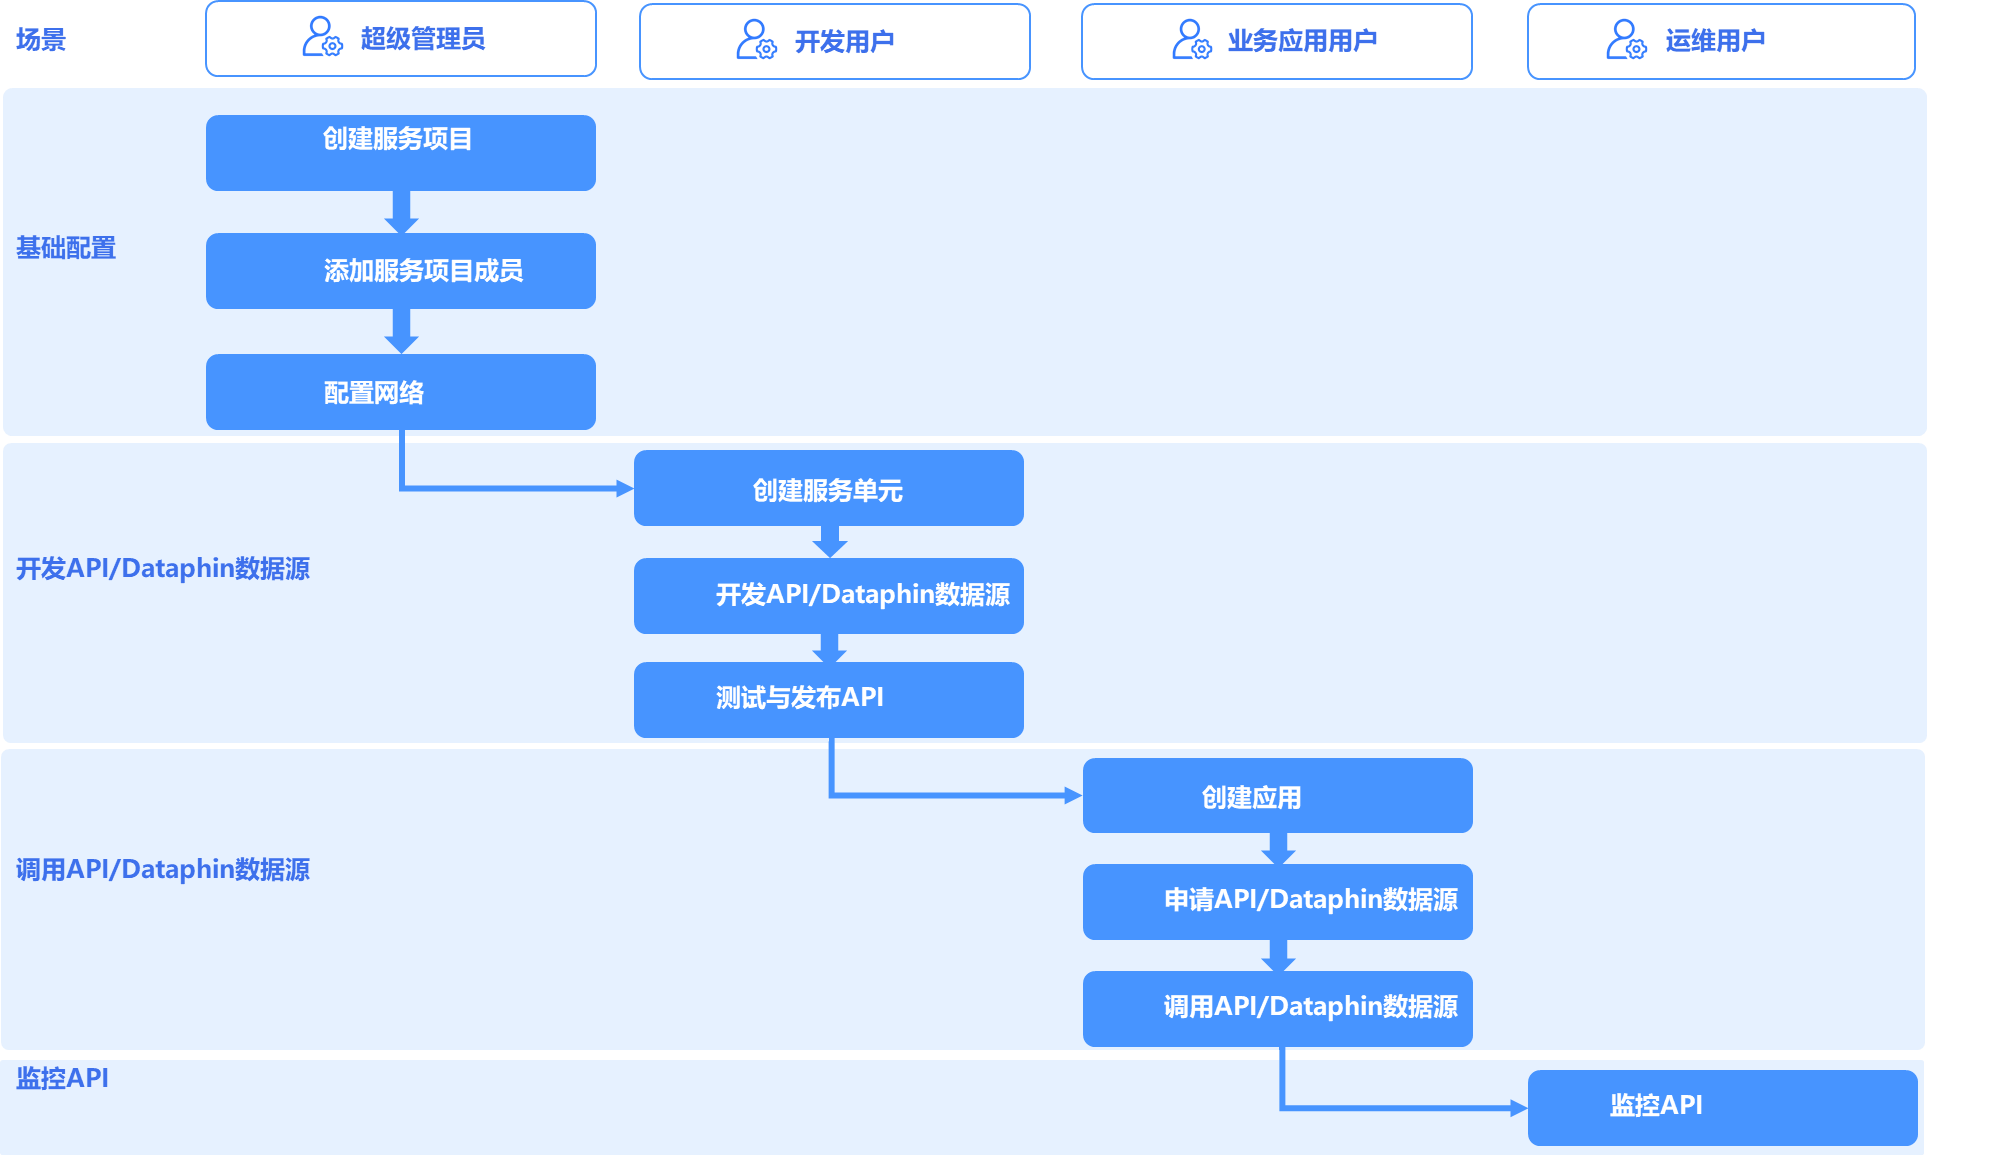 场景
超级管理员
开发用户
业务应用用户
运维用户
基础配置
创建服务项目
添加服务项目成员
配置网络
开发API/Dataphin数据源
创建服务单元
开发API/Dataphin数据源
测试与发布API
调用API/Dataphin数据源
创建应用
申请API/Dataphin数据源
调用API/Dataphin数据源
监控API
监控API